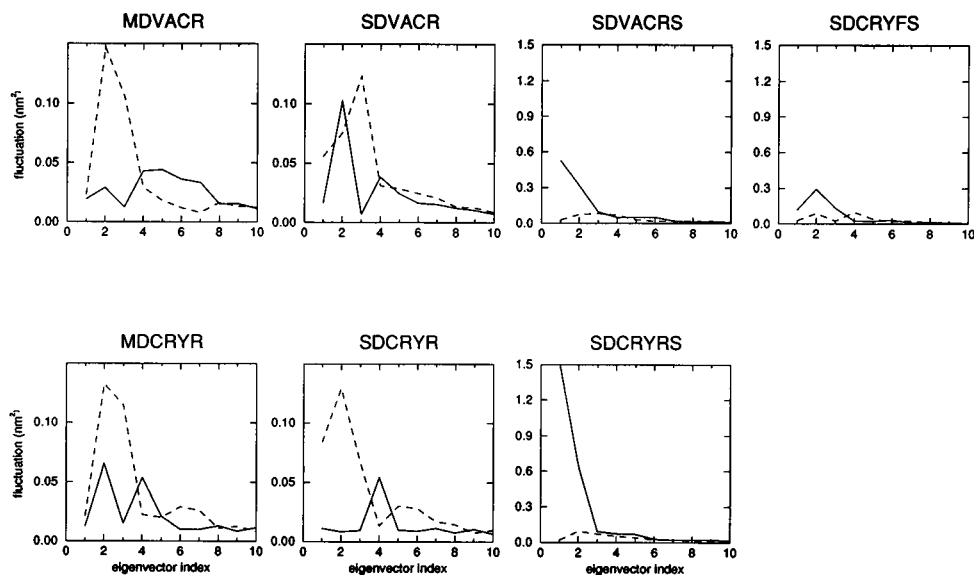 MDVACR SDVACR SDVACRS SDCRYFS
fluctuation (nm²)
0.10
0.05
0.00
0 2 4 6 8 10
0.10
0.05
0.00
0 2 4 6 8 10
1.5
1.2
0.9
0.6
0.3
0.0
0 2 4 6 8 10
1.5
1.2
0.9
0.6
0.3
0.0
0 2 4 6 8 10
MDCRYR SDCRYR SDCRYRS
fluctuation (nm²)
0.10
0.05
0.00
0 2 4 6 8 10
eigenvector index
0.10
0.05
0.00
0 2 4 6 8 10
eigenvector index
1.5
1.2
0.9
0.6
0.3
0.0
0 2 4 6 8 10
eigenvector index